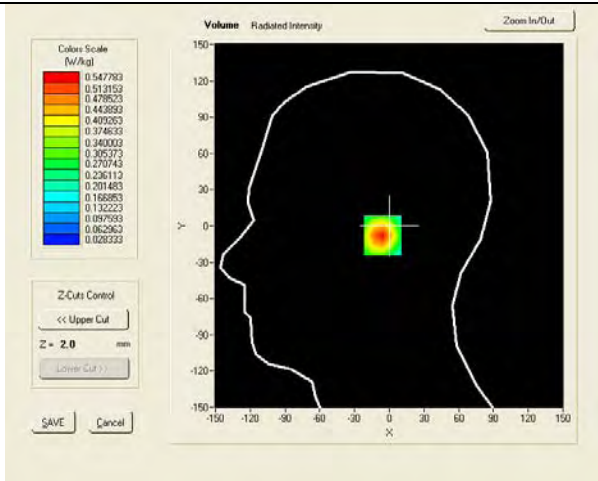 Volume Radiated Intensity
Zoom In/Out
Colors Scale
(W/kg)
0.547793
0.513153
0.478523
0.443893
0.409263
0.374633
0.340003
0.305373
0.270743
0.236113
0.201483
0.166853
0.132223
0.097593
0.062963
0.028333
Z-Cuts Control
<< Upper Cut
Z = 2.0 mm
Lower Cut >>
SAVE
Cancel
150-
120-
90-
60-
30-
0-
-30-
-60-
-90-
-120-
-150-
Y
-150 -120 -90 -60 -30 0 30 60 90 120 150
X